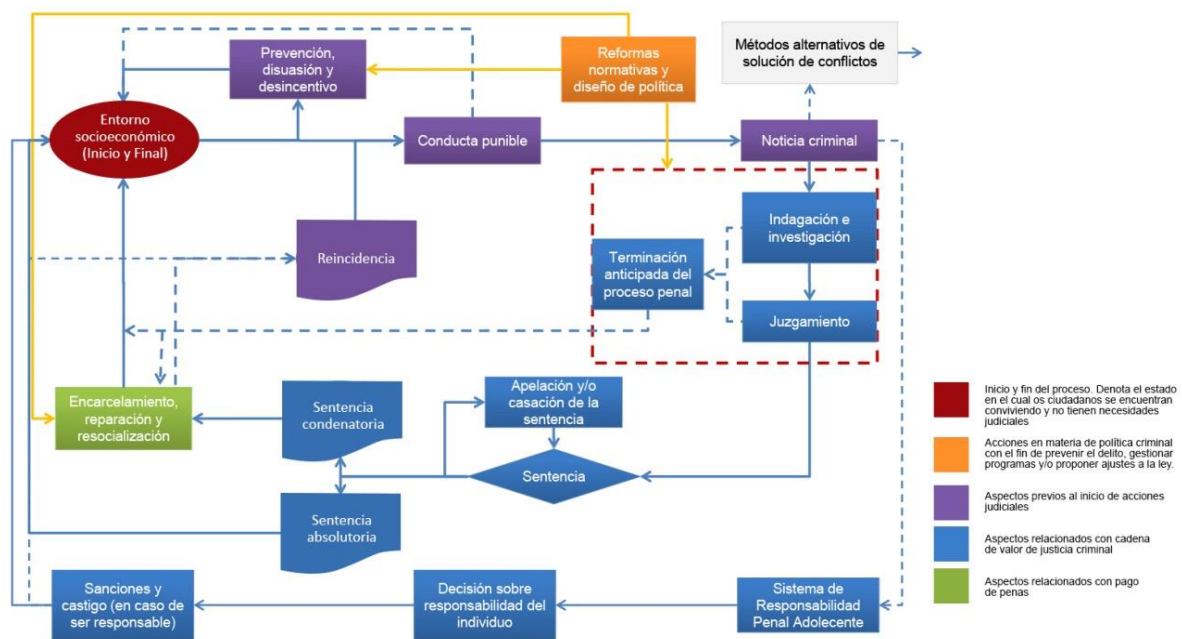 Prevención,
disuasión y
desincentivo
Reformas
normativas y
diseño de política
Métodos alternativos de
solución de conflictos
Entorno
socioeconómico
(Inicio y Final)
Conducta punible
Noticia criminal
Indagación e
investigación
Reincidencia
Terminación
anticipada del
proceso penal
Juzgamiento
Encarcelamiento,
reparación y
resocialización
Sentencia
condenatoria
Apelación y/o
casación de la
sentencia
Sentencia
Sentencia
absolutoria
Sanciones y
castigo (en caso de
ser responsable)
Decisión sobre
responsabilidad del
individuo
Sistema de
Responsabilidad
Penal Adolecente
Inicio y fin del proceso. Denota el estado
en el cual os ciudadanos se encuentran
conviviendo y no tienen necesidades
judiciales
Acciones en materia de política criminal
con el fin de prevenir el delito, gestionar
programas y/o proponer ajustes a la ley.
Aspectos previos al inicio de acciones
judiciales
Aspectos relacionados con cadena
de valor de justicia criminal
Aspectos relacionados con pago
de penas